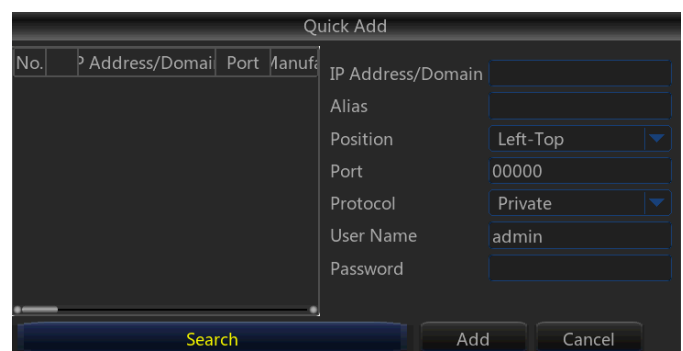 Quick Add
No. P Address/Domai Port Manufa
IP Address/Domain
Alias
Position Left-Top
Port 00000
Protocol Private
User Name admin
Password
Search Add Cancel